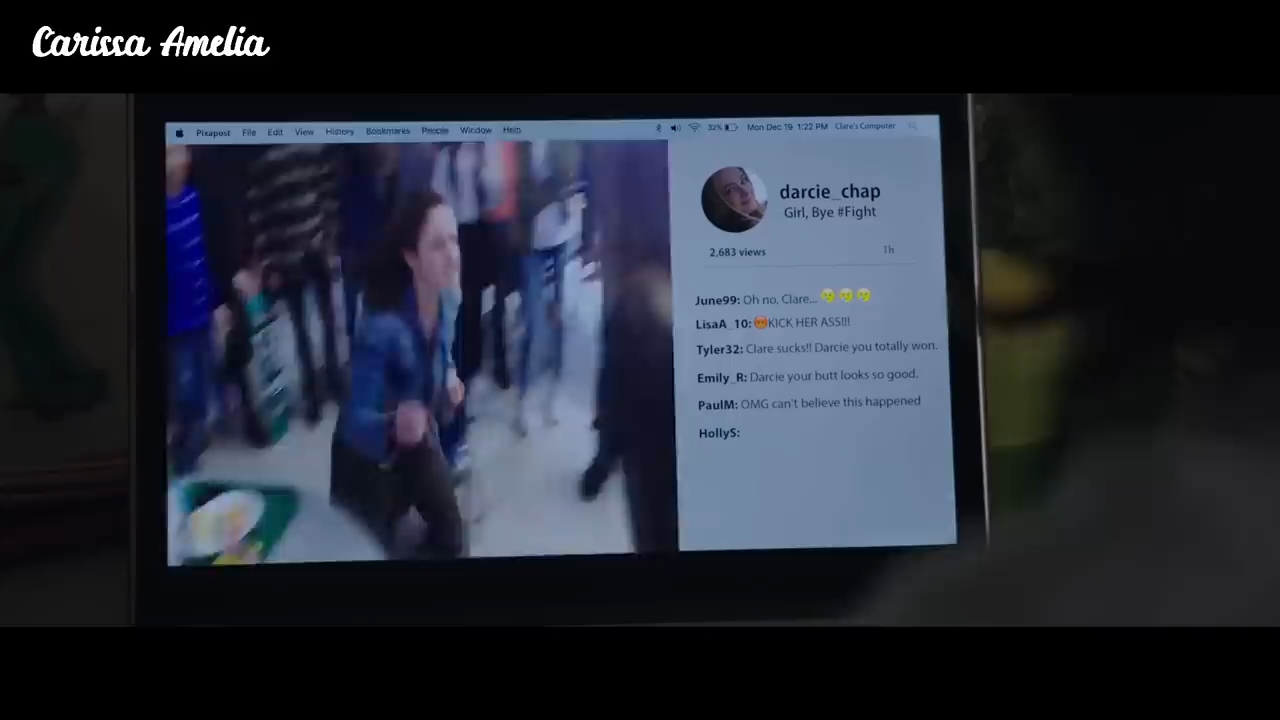 Carissa Amelia
Pixapost File Edit View History Bookmarks People Window Help 32% Mon Dec 19 1:22 PM Clare's Computer
darcie_chap
Girl, Bye #Fight
2,683 views 1h
June99: Oh no, Clare... 🤢🤢🤢
LisaA_10: 😡KICK HER ASS!!!
Tyler32: Clare sucks!! Darcie you totally won.
Emily_R: Darcie your butt looks so good.
PaulM: OMG can't believe this happened
HollyS: